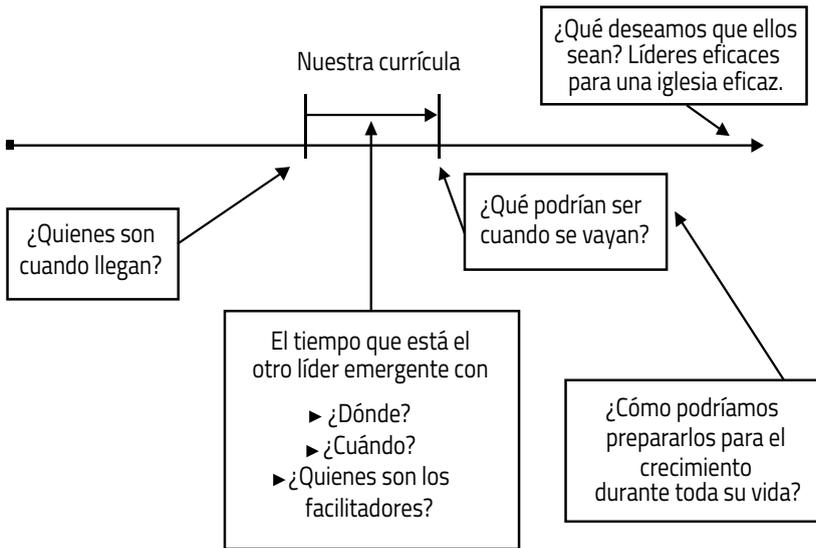 Nuestra currícula
¿Qué deseamos que ellos
sean? Líderes eficaces
para una iglesia eficaz.
¿Quienes son
cuando llegan?
¿Qué podrían ser
cuando se vayan?
El tiempo que está el
otro líder emergente con
► ¿Dónde?
► ¿Cuándo?
► ¿Quienes son los
facilitadores?
¿Cómo podríamos
prepararlos para el
crecimiento
durante toda su vida?